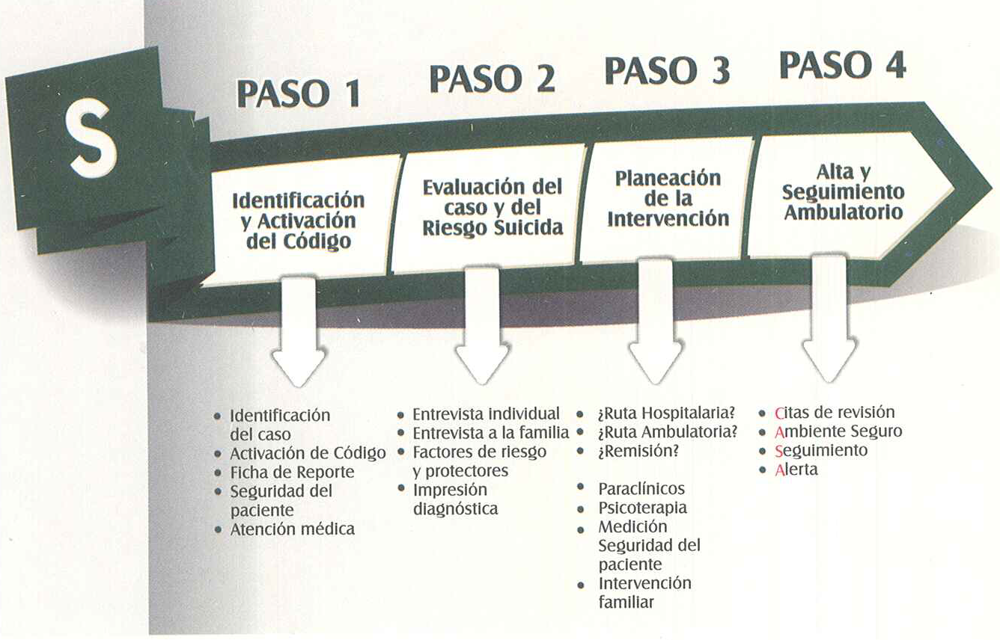 S
PASO 1
PASO 2
PASO 3
PASO 4
Identificación
y Activación
del Código
Evaluación del
caso y del
Riesgo Suicida
Planeación
de la
Intervención
Alta y
Seguimiento
Ambulatorio
• Identificación
del caso
• Activación de Código
• Ficha de Reporte
• Seguridad del
paciente
• Atención médica
• Entrevista individual
• Entrevista a la familia
• Factores de riesgo
y protectores
• Impresión
diagnóstica
• ¿Ruta Hospitalaria?
• ¿Ruta Ambulatoria?
• ¿Remisión?
• Paraclínicos
• Psicoterapia
• Medición
Seguridad del
paciente
• Intervención
familiar
• Citas de revisión
• Ambiente Seguro
• Seguimiento
• Alerta